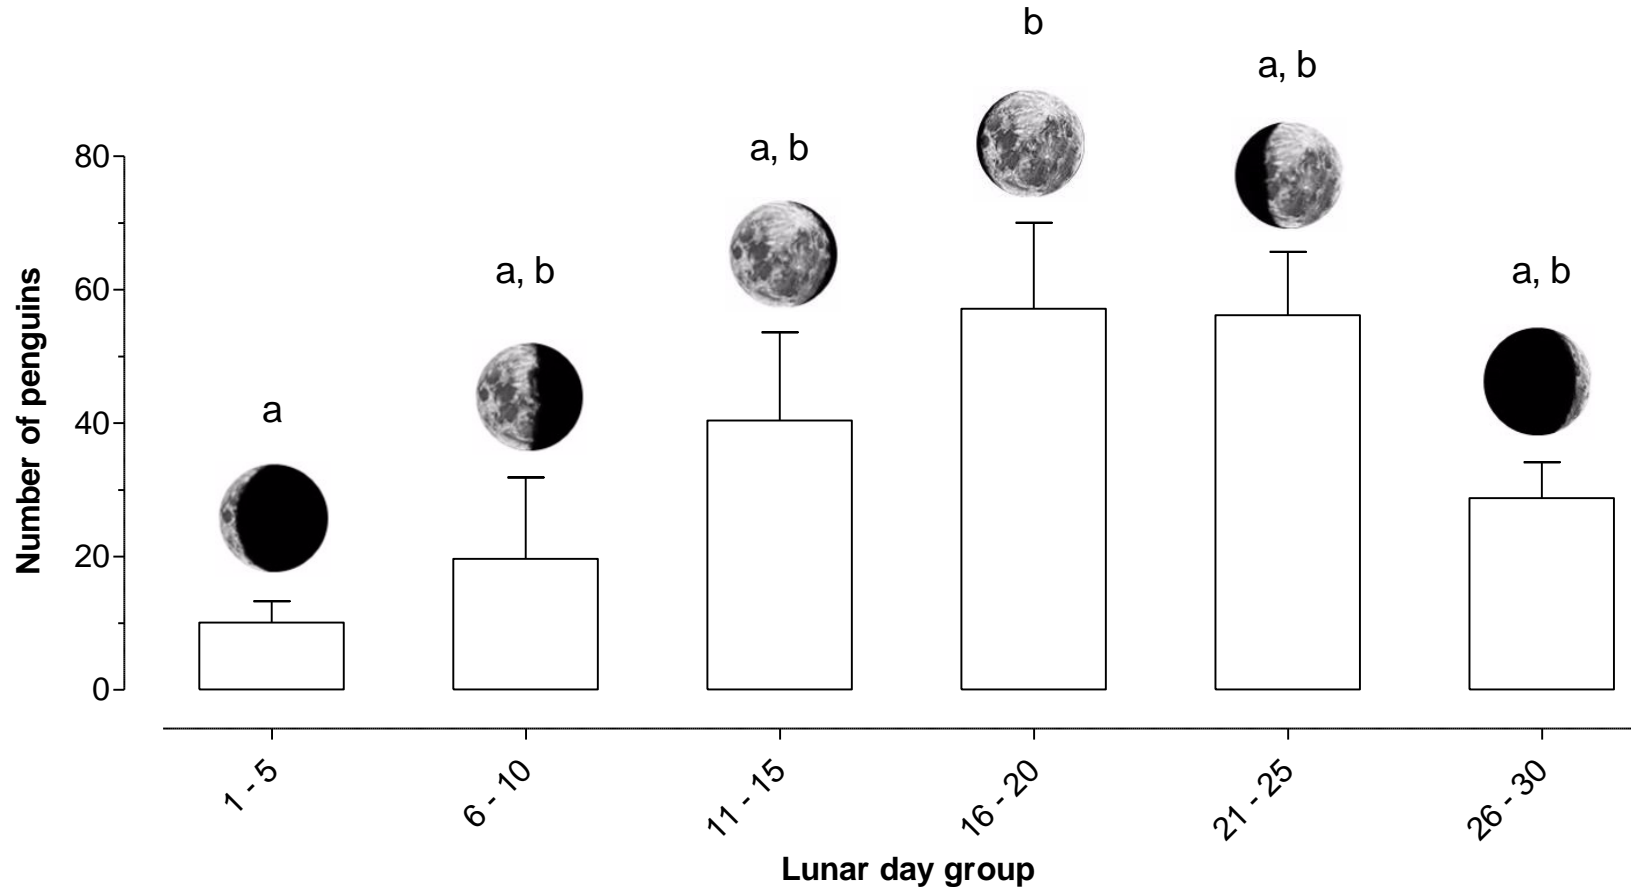 b
a, b
a, b
a, b
a, b
a
80
60
40
20
0
Number of penguins
1 - 5
6 - 10
11 - 15
16 - 20
21 - 25
26 - 30
Lunar day group